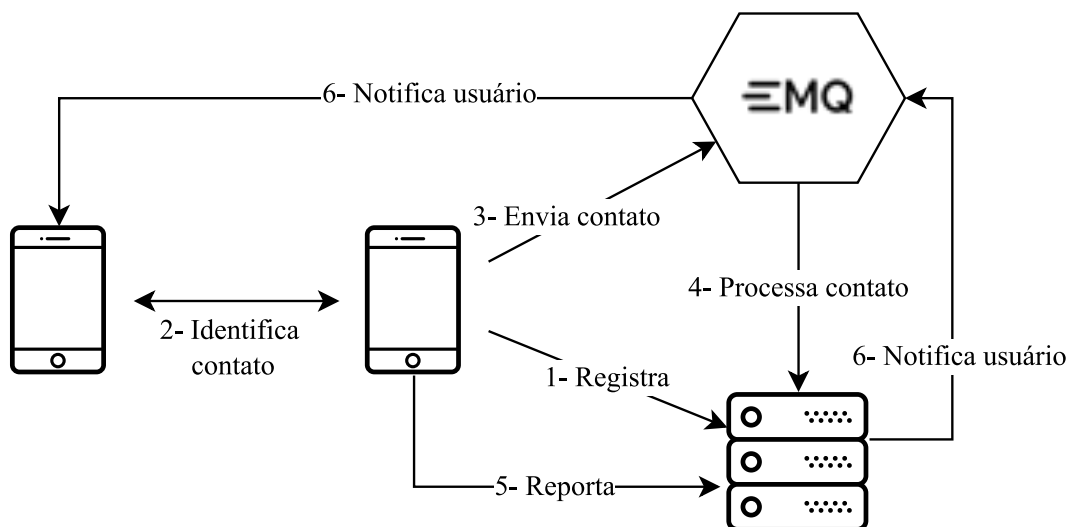 6- Notifica usuário
EMQ
3- Envia contato
4- Processa contato
2- Identifica
contato
6- Notifica usuário
1- Registra
5- Reporta